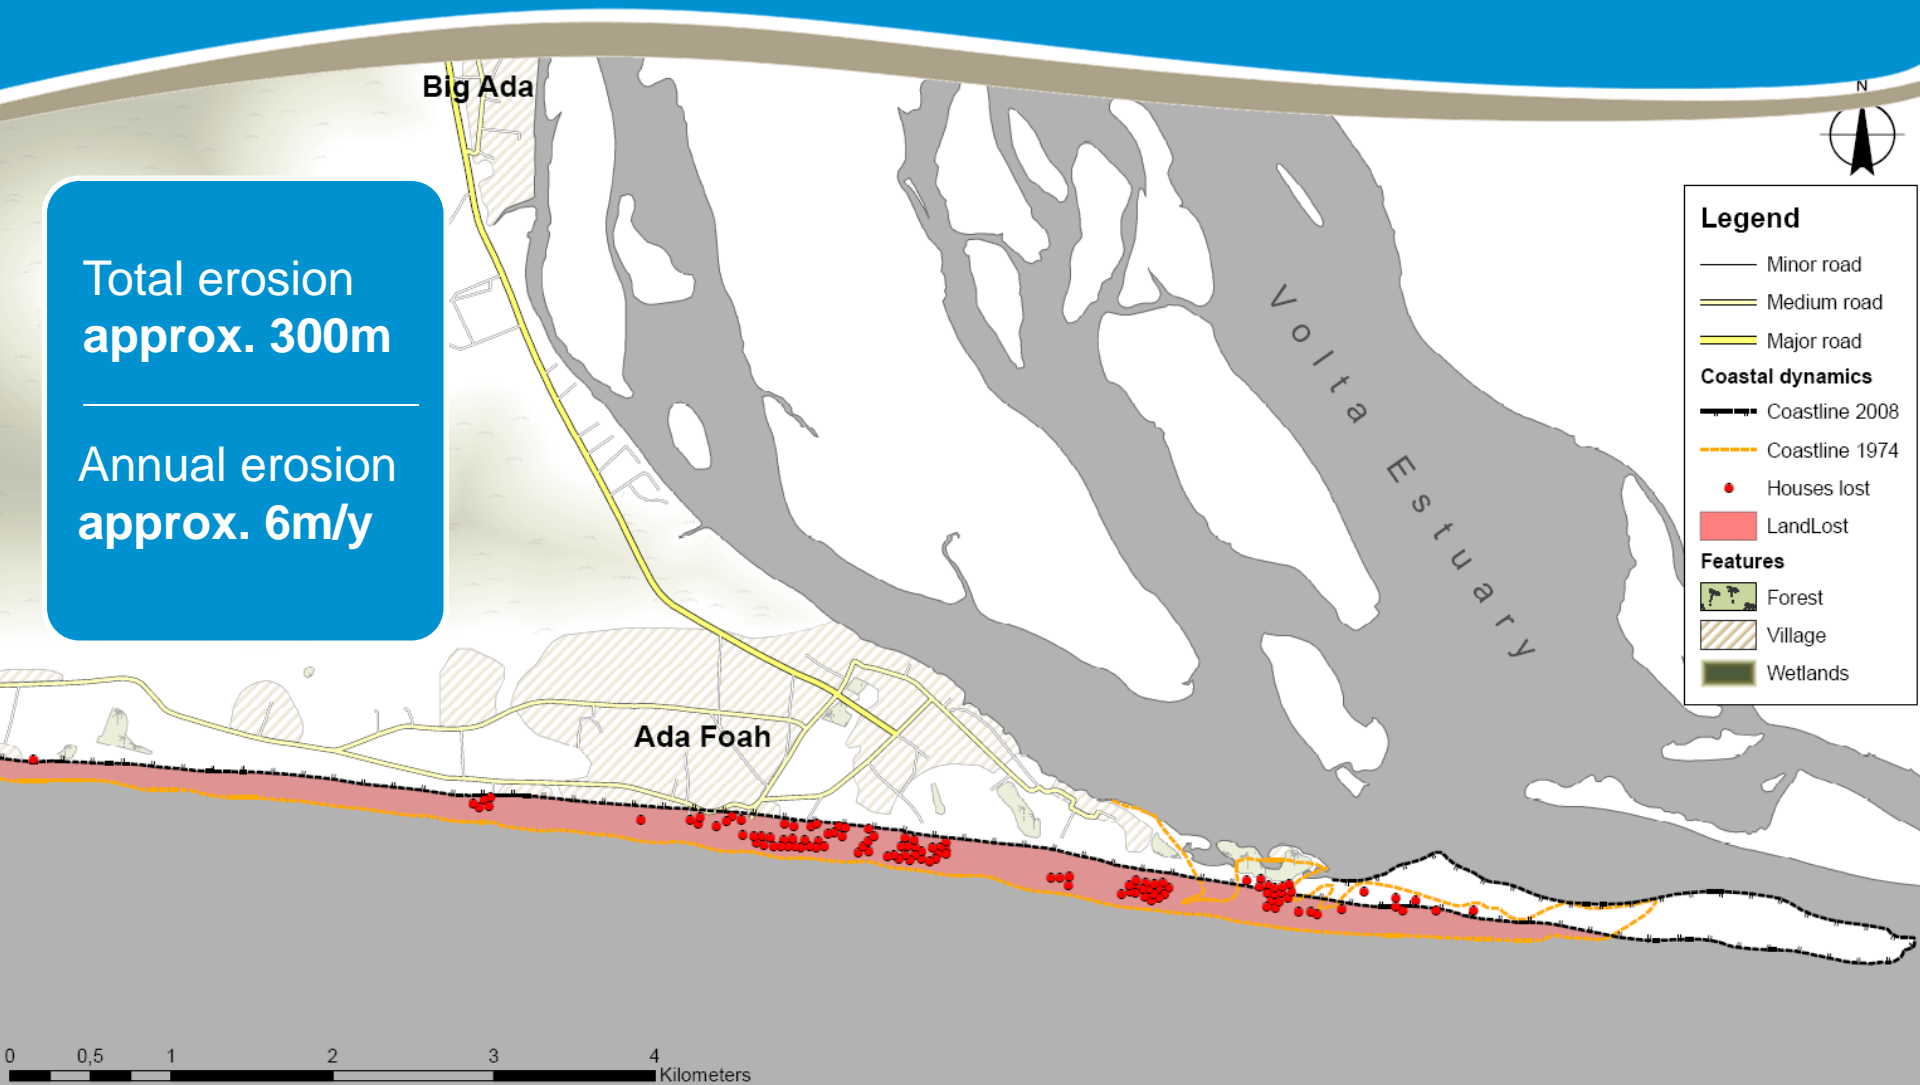 Big Ada
N
Total erosion
approx. 300m
Annual erosion
approx. 6m/y
Volta Estuary
Ada Foah
Legend
Minor road
Medium road
Major road
Coastal dynamics
Coastline 2008
Coastline 1974
Houses lost
LandLost
Features
Forest
Village
Wetlands
0 0,5 1 2 3 4
Kilometers